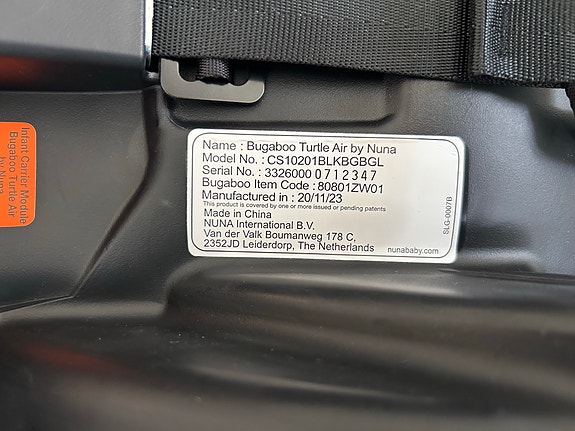 Name : Bugaboo Turtle Air by Nuna
Model No. : CS10201BLKBGBGL
Serial No. : 3326000 0712347
Bugaboo Item Code : 80801ZW01
Manufactured in : 20/11/23
This product is covered by one or more issued or pending patents
Made in China
NUNA International B.V.
Van der Valk Boumanweg 178 C,
2352JD Leiderdorp, The Netherlands
nunababy.com
SLG-0007B
Infant Carrier Module
Bugaboo Turtle Air
by Nuna